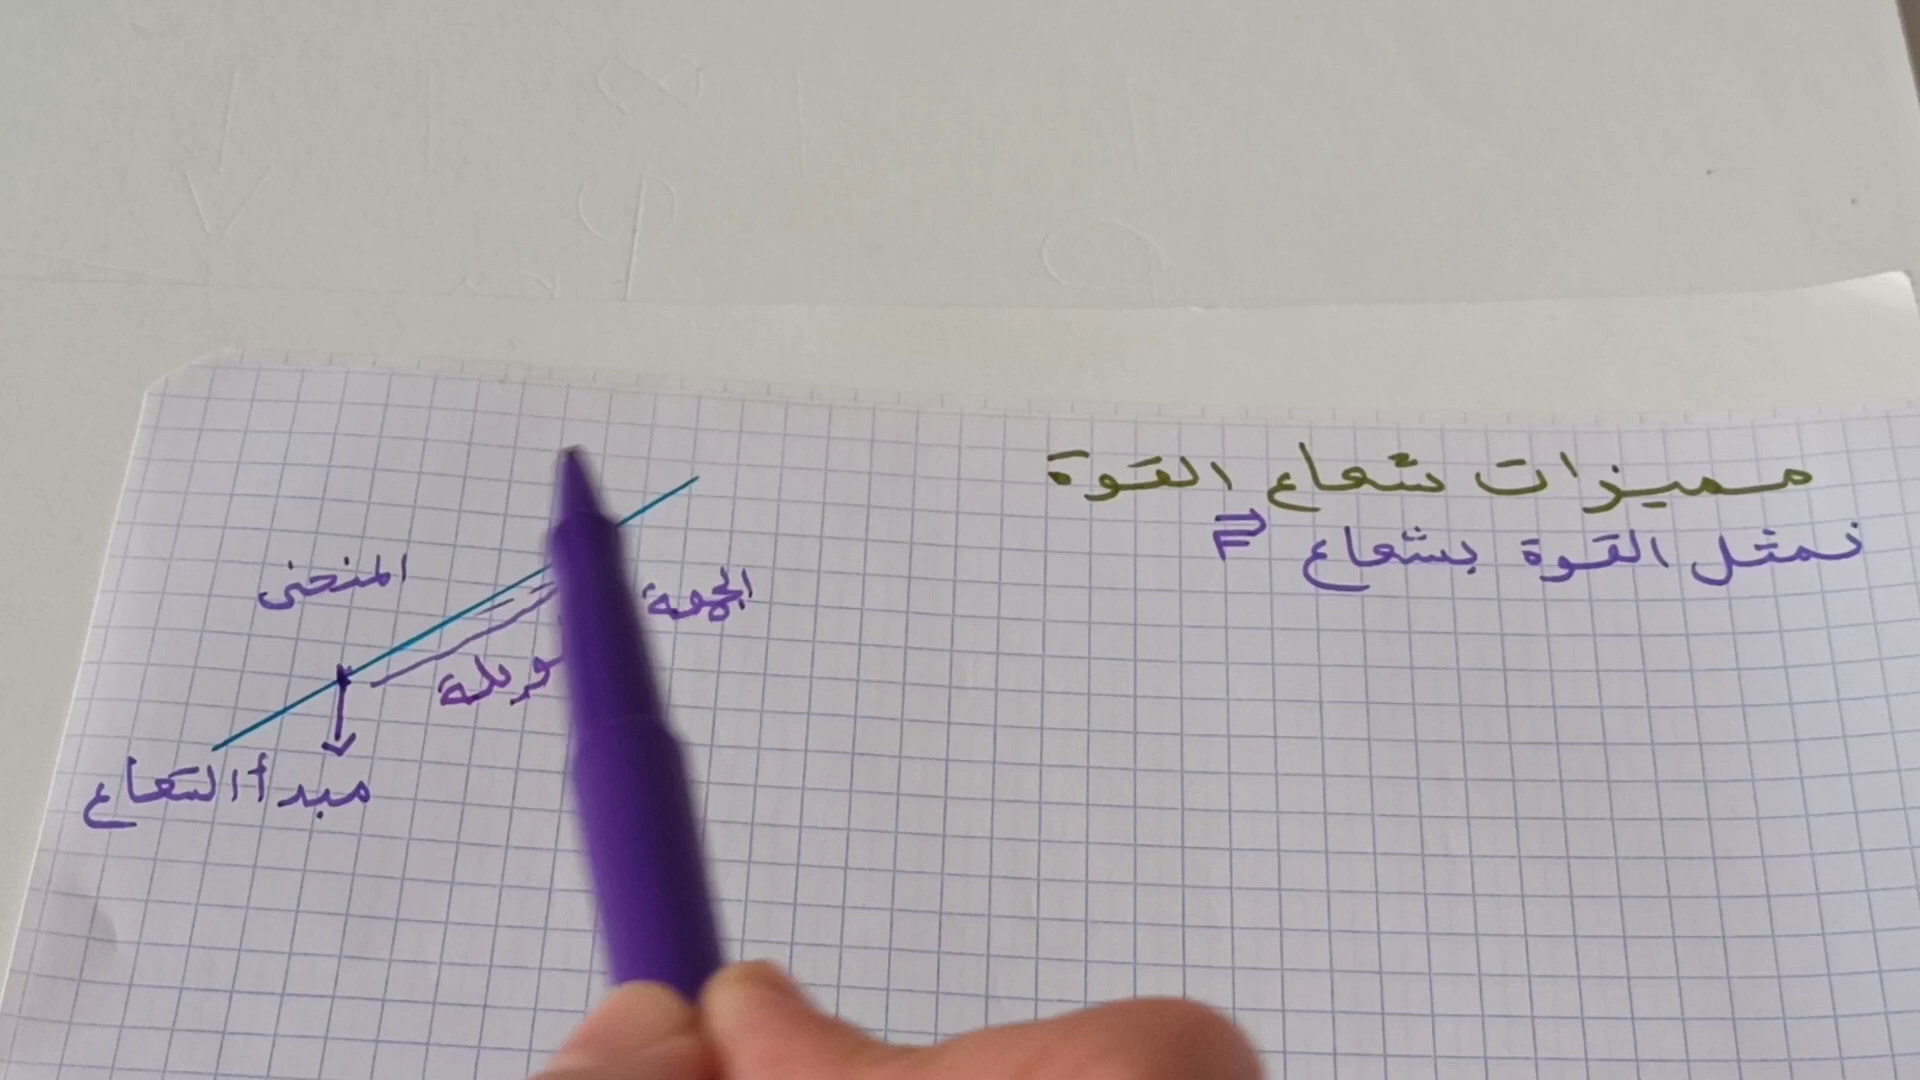 مميزات شعاع القوة
نمثل القوة بشعاع F⃗
المنحنى
الجهة
مبدأ الشعاع